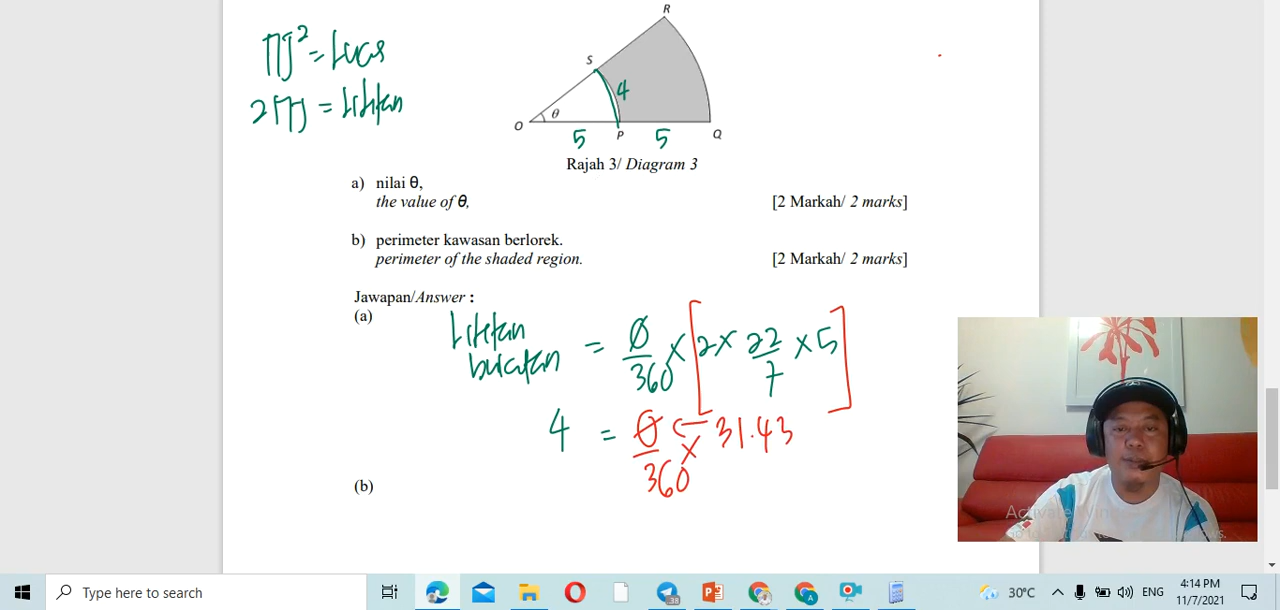 πj² = Luas
2πj = Lilitan
R
S
4
θ
O
5
P
5
Q
Rajah 3/ Diagram 3
a) nilai θ,
the value of θ,
[2 Markah/ 2 marks]
b) perimeter kawasan berlorek.
perimeter of the shaded region.
[2 Markah/ 2 marks]
Jawapan/Answer :
(a)
Lilitan
bulatan = θ/360 × [2 × 22/7 × 5]
4 = θ/360 × 31.43
(b)
Type here to search
38
30°C
ENG
4:14 PM
11/7/2021